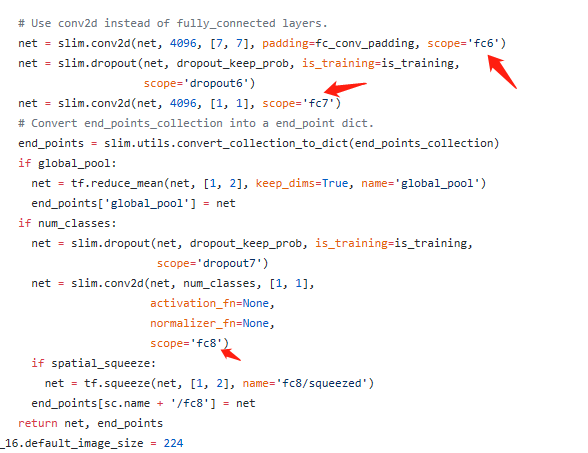 # Use conv2d instead of fully_connected layers.
net = slim.conv2d(net, 4096, [7, 7], padding=fc_conv_padding, scope='fc6')
net = slim.dropout(net, dropout_keep_prob, is_training=is_training,
scope='dropout6')
net = slim.conv2d(net, 4096, [1, 1], scope='fc7')
# Convert end_points_collection into a end_point dict.
end_points = slim.utils.convert_collection_to_dict(end_points_collection)
if global_pool:
net = tf.reduce_mean(net, [1, 2], keep_dims=True, name='global_pool')
end_points['global_pool'] = net
if num_classes:
net = slim.dropout(net, dropout_keep_prob, is_training=is_training,
scope='dropout7')
net = slim.conv2d(net, num_classes, [1, 1],
activation_fn=None,
normalizer_fn=None,
scope='fc8')
if spatial_squeeze:
net = tf.squeeze(net, [1, 2], name='fc8/squeezed')
end_points[sc.name + '/fc8'] = net
return net, end_points
_16.default_image_size = 224